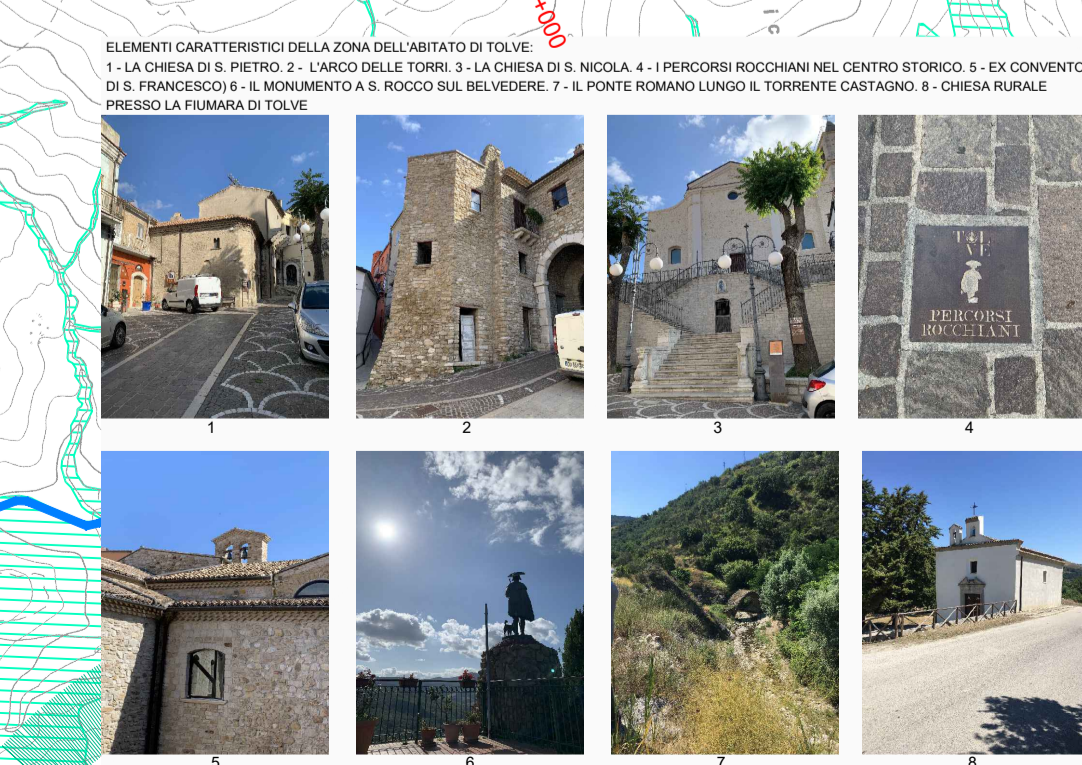 +000
ELEMENTI CARATTERISTICI DELLA ZONA DELL'ABITATO DI TOLVE:
1 - LA CHIESA DI S. PIETRO. 2 - L'ARCO DELLE TORRI. 3 - LA CHIESA DI S. NICOLA. 4 - I PERCORSI ROCCHIANI NEL CENTRO STORICO. 5 - EX CONVENTO
DI S. FRANCESCO) 6 - IL MONUMENTO A S. ROCCO SUL BELVEDERE. 7 - IL PONTE ROMANO LUNGO IL TORRENTE CASTAGNO. 8 - CHIESA RURALE
PRESSO LA FIUMARA DI TOLVE
PERCORSI
ROCCHIANI
1
2
3
4
5
6
7
8